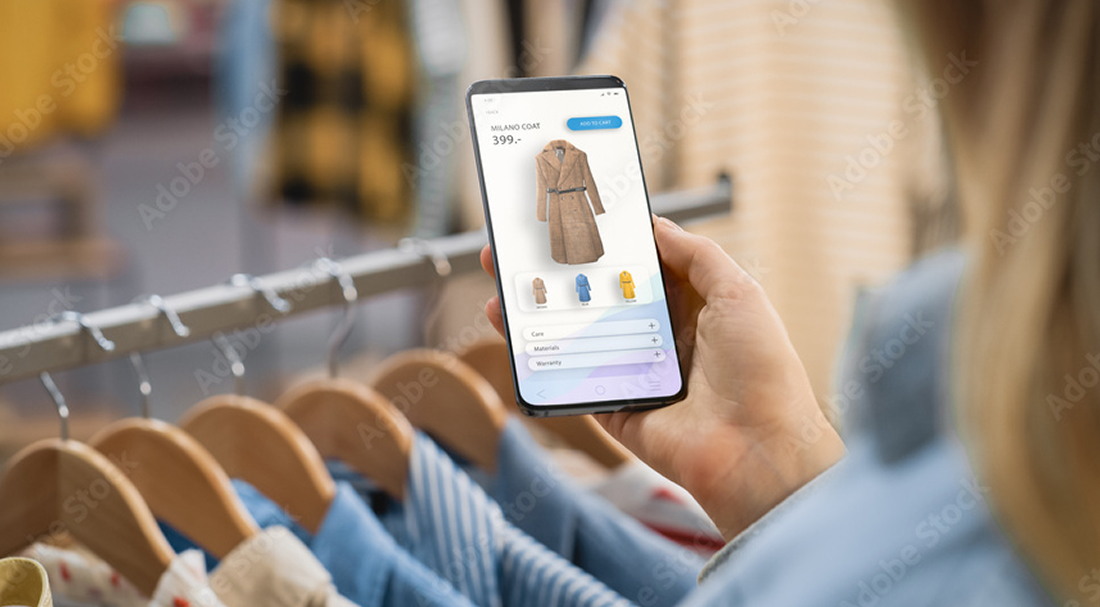 MILANO COAT
ADD TO CART
399.-
Care
Materials
Warranty
Adobe Stock